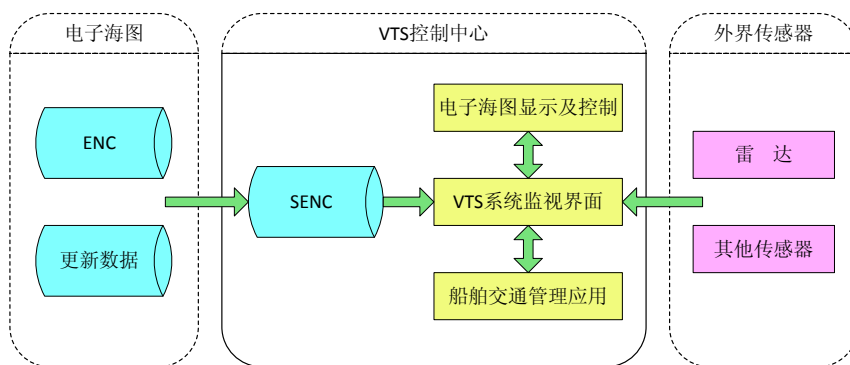 电子海图
ENC
更新数据
VTS控制中心
SENC
电子海图显示及控制
VTS系统监视界面
船舶交通管理应用
外界传感器
雷 达
其他传感器